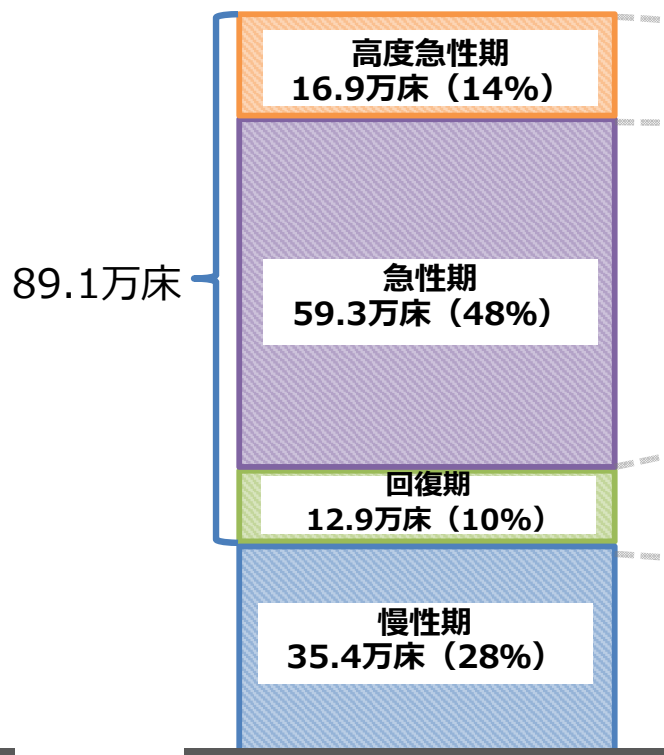 高度急性期
16.9万床（14%）
89.1万床
急性期
59.3万床（48%）
回復期
12.9万床（10%）
慢性期
35.4万床（28%）